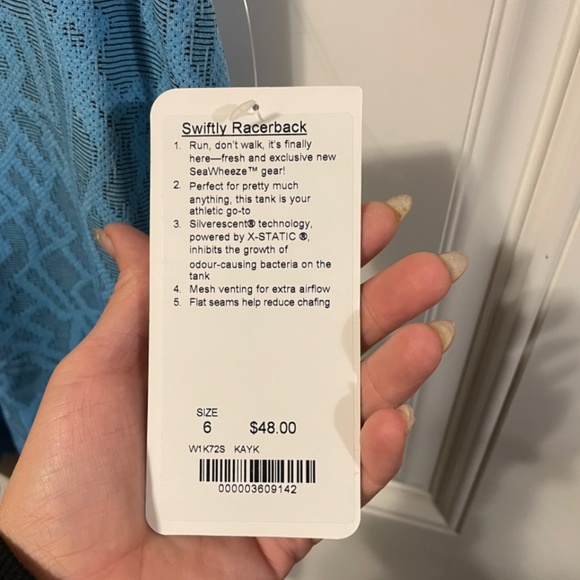 Swiftly Racerback
1. Run, don't walk, it's finally
here—fresh and exclusive new
SeaWheeze™ gear!
2. Perfect for pretty much
anything, this tank is your
athletic go-to
3. Silverescent® technology,
powered by X-STATIC ®,
inhibits the growth of
odour-causing bacteria on the
tank
4. Mesh venting for extra airflow
5. Flat seams help reduce chafing
SIZE
6 $48.00
W1K72S KAYK
000003609142